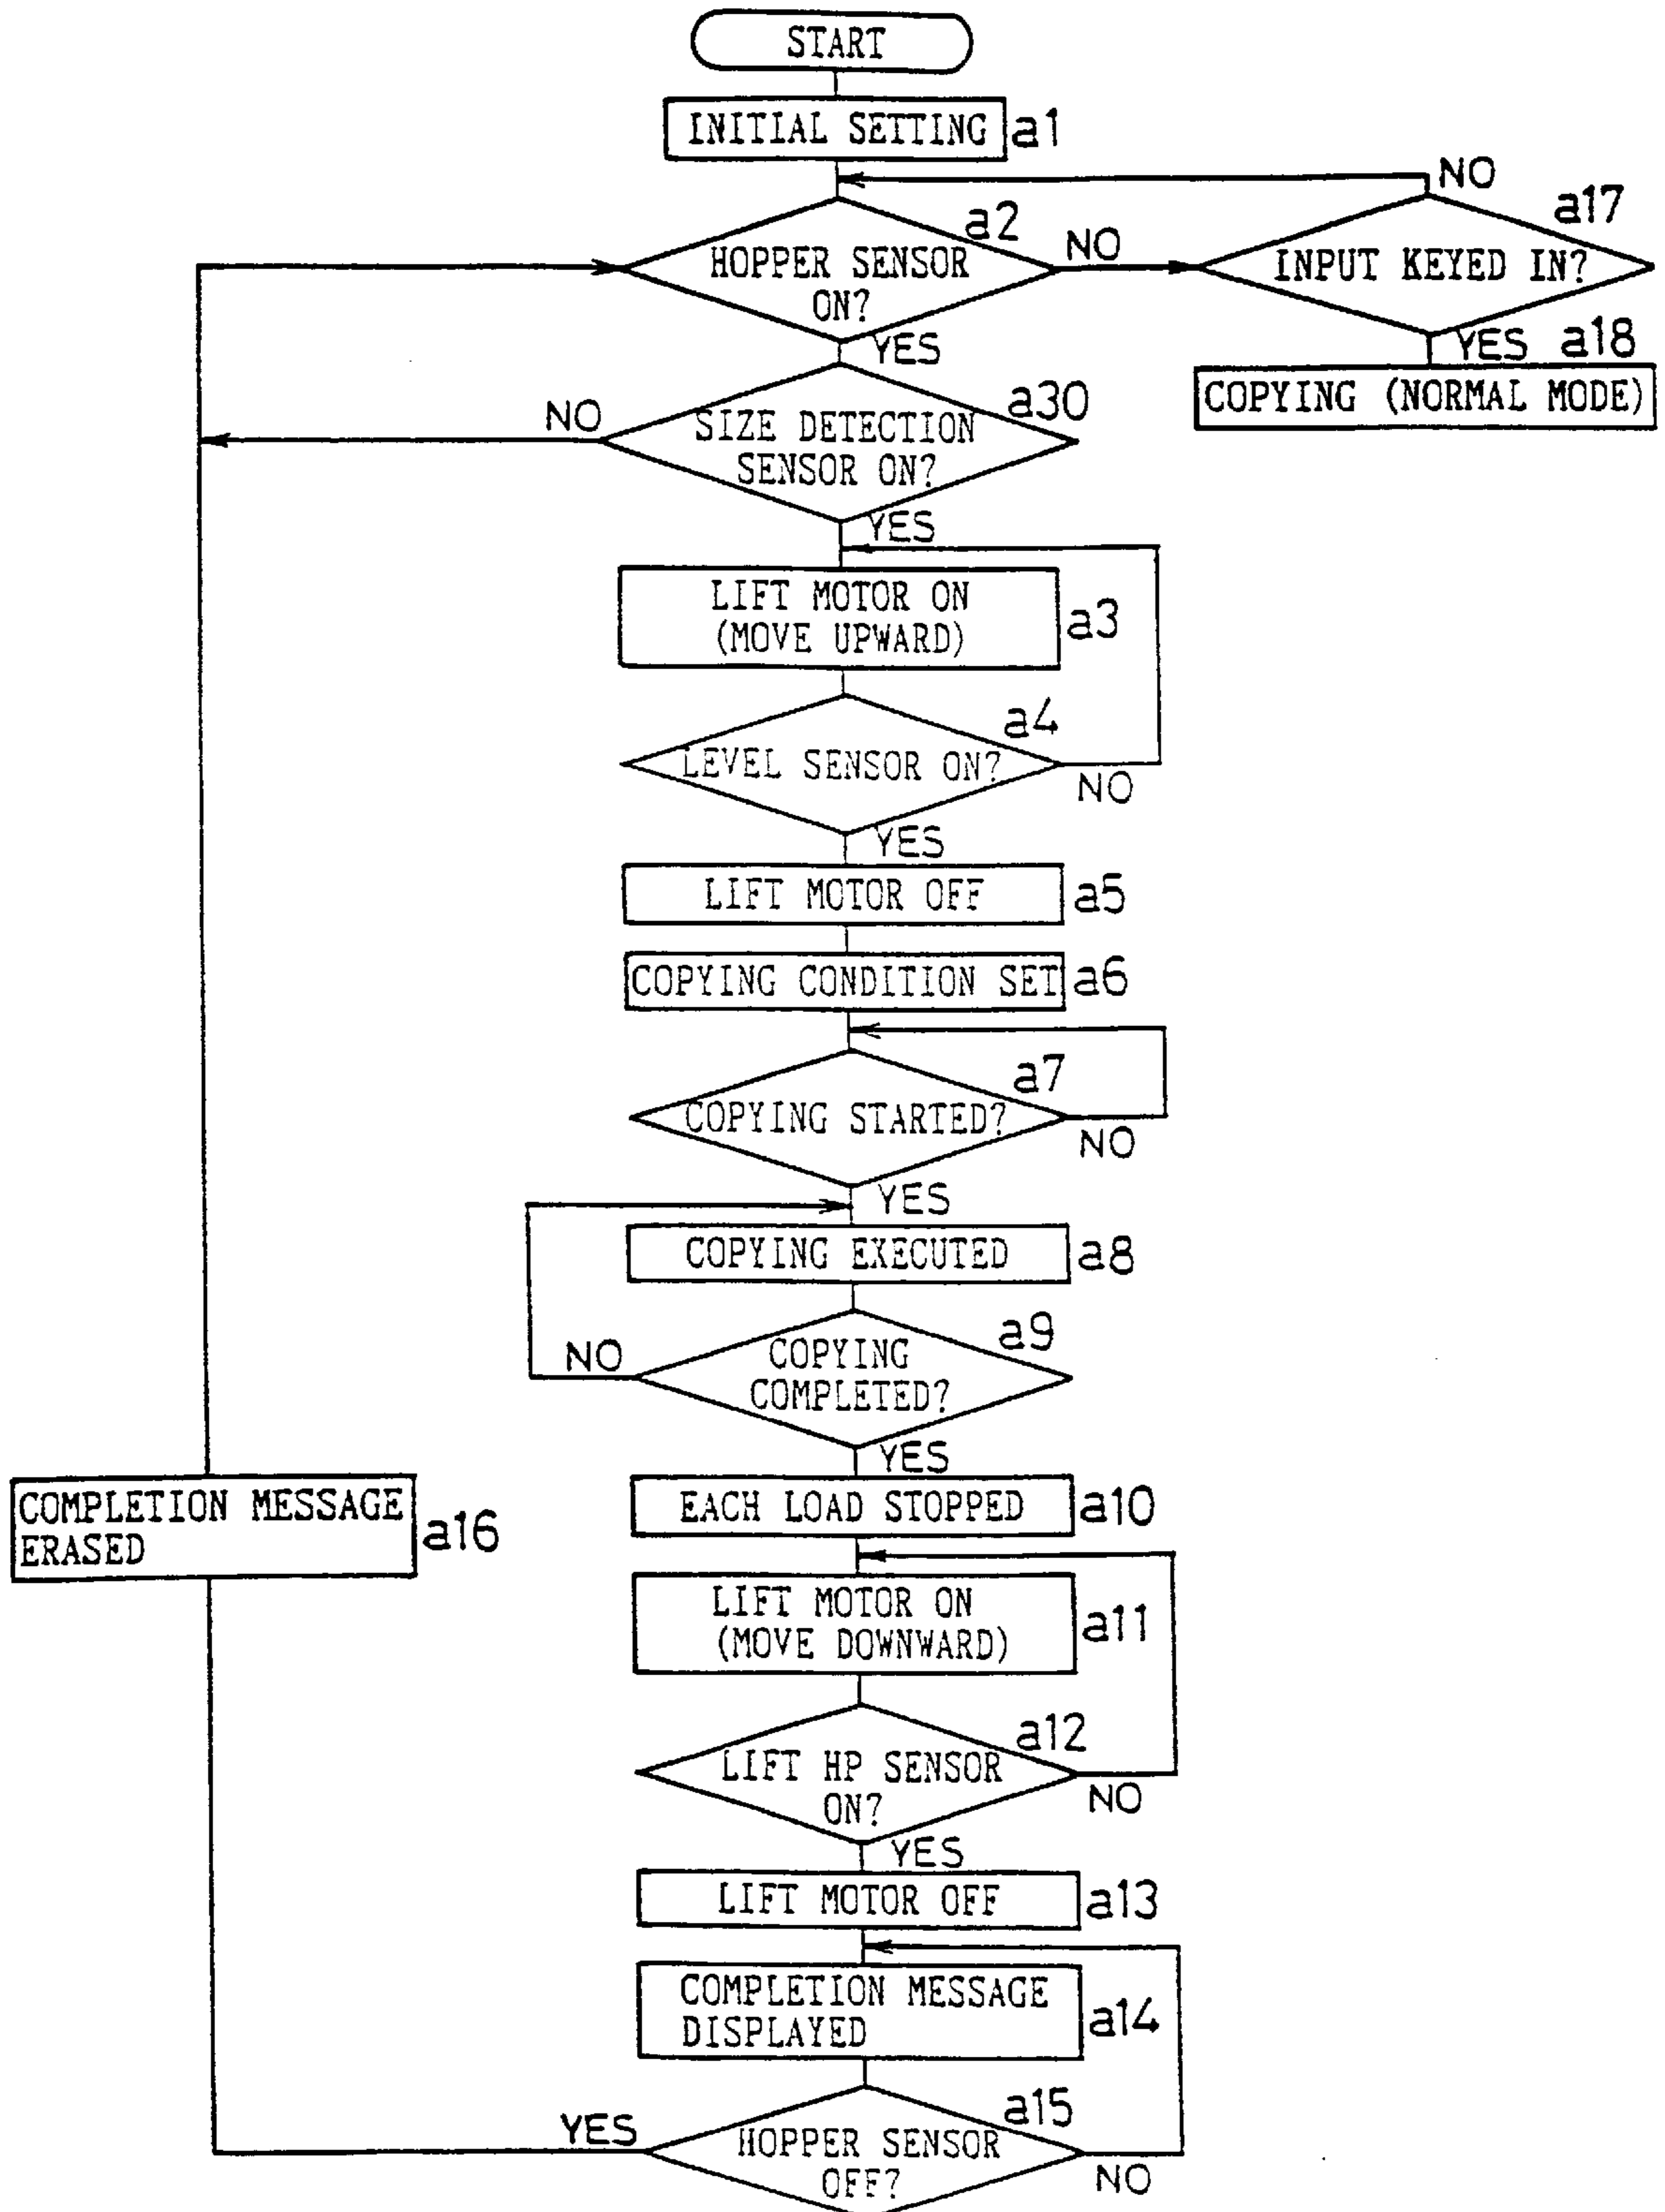 START
INITIAL SETTING a1
NO
a2
a17
HOPPER SENSOR
ON?
NO
INPUT KEYED IN?
YES
YES a18
COPYING (NORMAL MODE)
a30
NO
SIZE DETECTION
SENSOR ON?
YES
LIFT MOTOR ON
(MOVE UPWARD)
a3
a4
LEVEL SENSOR ON?
NO
YES
LIFT MOTOR OFF a5
COPYING CONDITION SET a6
a7
COPYING STARTED?
NO
YES
COPYING EXECUTED a8
a9
NO
COPYING
COMPLETED?
YES
EACH LOAD STOPPED a10
COMPLETION MESSAGE
ERASED
a16
LIFT MOTOR ON
(MOVE DOWNWARD)
a11
a12
LIFT HP SENSOR
ON?
NO
YES
LIFT MOTOR OFF a13
COMPLETION MESSAGE
DISPLAYED
a14
a15
YES
HOPPER SENSOR
OFF?
NO